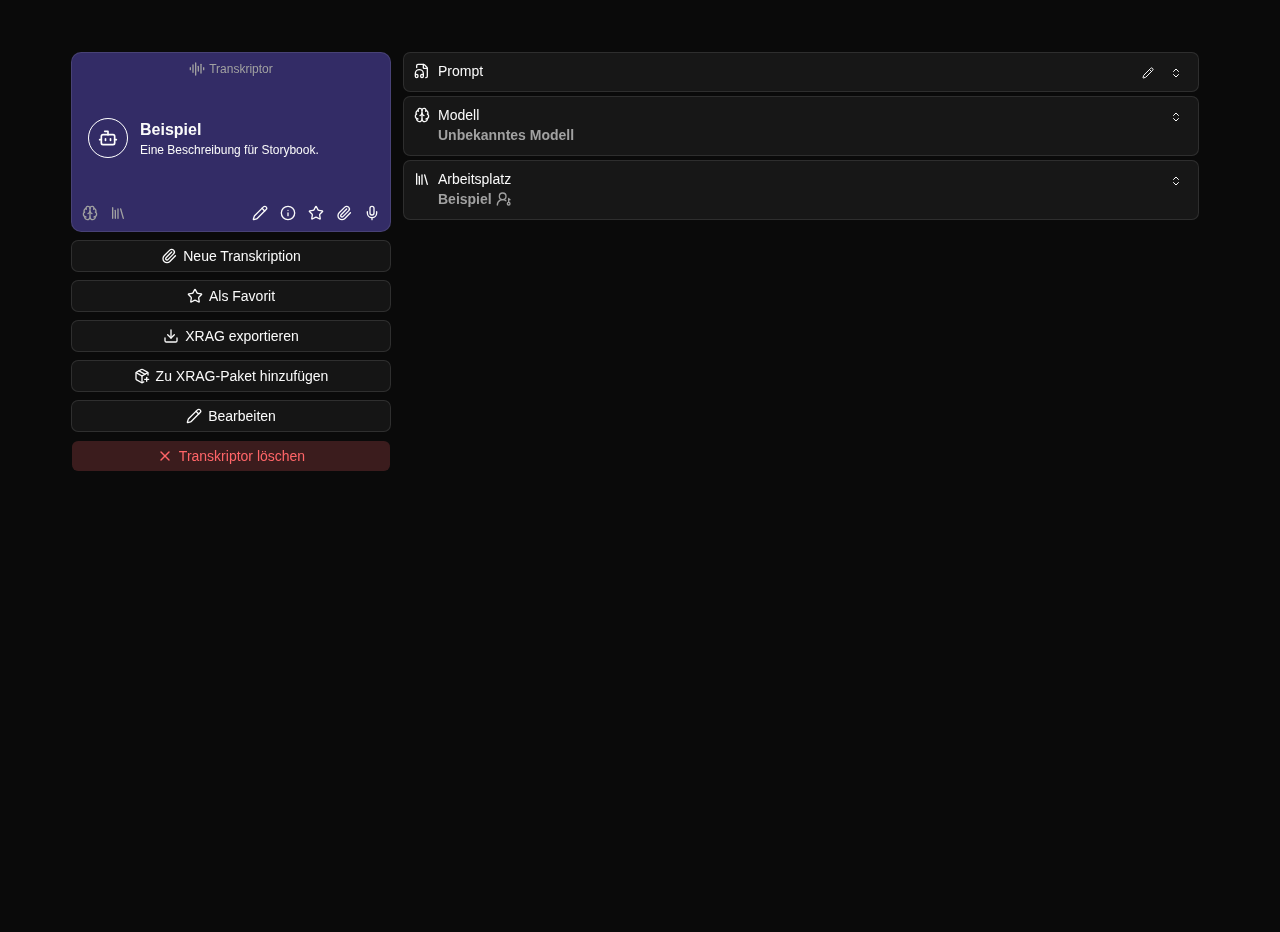 Transkriptor
Beispiel
Eine Beschreibung für Storybook.
Neue Transkription
Als Favorit
XRAG exportieren
Zu XRAG-Paket hinzufügen
Bearbeiten
Transkriptor löschen
Prompt
Modell
Unbekanntes Modell
Arbeitsplatz
Beispiel